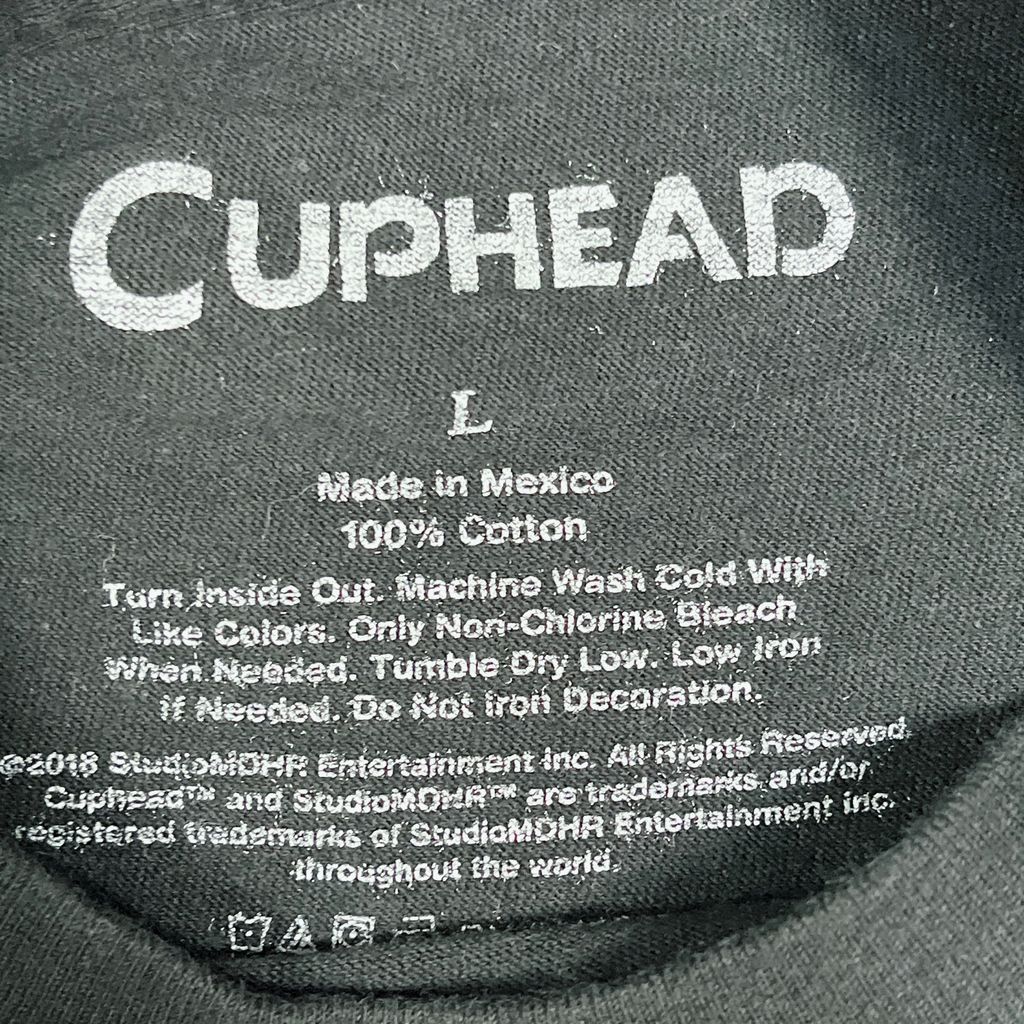 CUPHEAD
L
Made in Mexico
100% Cotton
Turn Inside Out. Machine Wash Cold With
Like Colors. Only Non-Chlorine Bleach
When Needed. Tumble Dry Low. Low Iron
if Needed. Do Not Iron Decoration.
©2018 StudioMDHR Entertainment Inc. All Rights Reserved.
Cuphead™ and StudioMDHR™ are trademarks and/or
registered trademarks of StudioMDHR Entertainment Inc.
throughout the world.